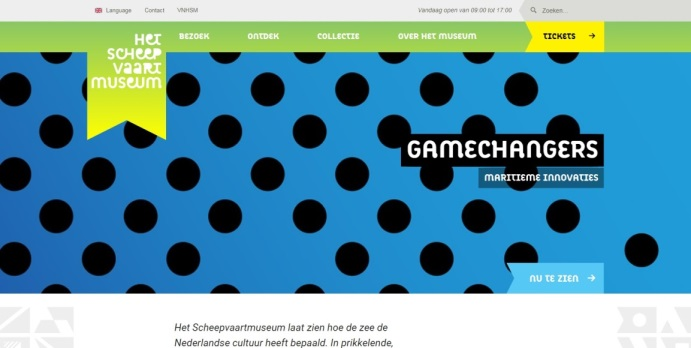 Language Contact VNHSM Vandaag open van 09.00 tot 17.00 Zoeken...
HET
SCHEEP
VAART
MUSEUM
BEZOEK ONTDEK COLLECTIE OVER HET MUSEUM TICKETS
GAMECHANGERS
MARITIEME INNOVATIES
NU TE ZIEN
Het Scheepvaartmuseum laat zien hoe de zee de
Nederlandse cultuur heeft bepaald. In prikkelende,